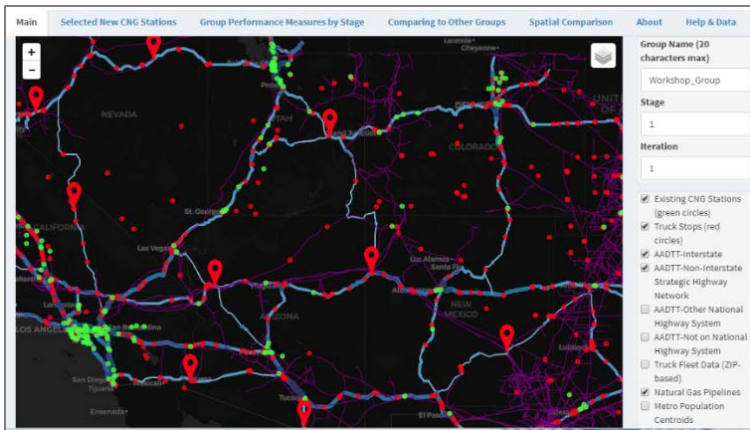 Main Selected New CNG Stations Group Performance Measures by Stage Comparing to Other Groups Spatial Comparison About Help & Data
+
−
Group Name (20
characters max)
Workshop_Group
Stage
1
Iteration
1
Existing CNG Stations
(green circles)
Truck Stops (red
circles)
AADTT-Interstate
AADTT-Non-Interstate
Strategic Highway
Network
AADTT-Other National
Highway System
AADTT-Not on National
Highway System
Truck Fleet Data (ZIP-
based)
Natural Gas Pipelines
Metro Population
Centroids
Laramie
Cheyenne
NEVADA
UTAH
COLORADO
St. George
CALIFORNIA
Las Vegas
Los Alamos
Santa Fe
NEW
MEXICO
ARIZONA
LOS ANGELES
Lubbock
San Diego
Tijuana
Mexicali
Ensenada
El Paso